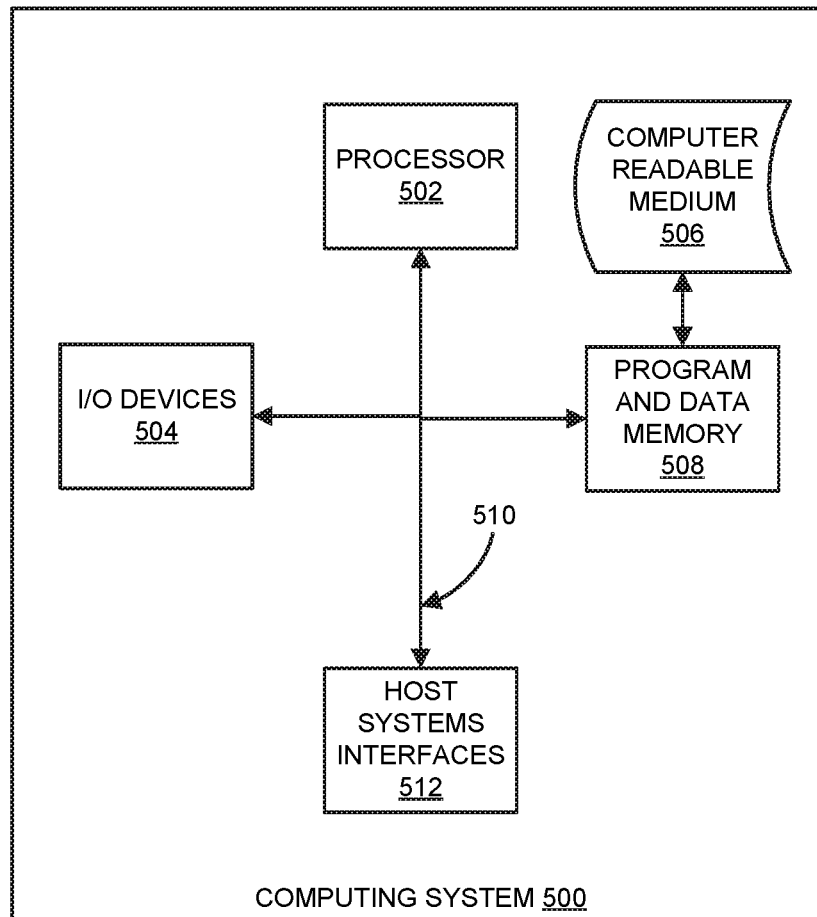 PROCESSOR
502
COMPUTER
READABLE
MEDIUM
506
I/O DEVICES
504
PROGRAM
AND DATA
MEMORY
508
510
HOST
SYSTEMS
INTERFACES
512
COMPUTING SYSTEM 500